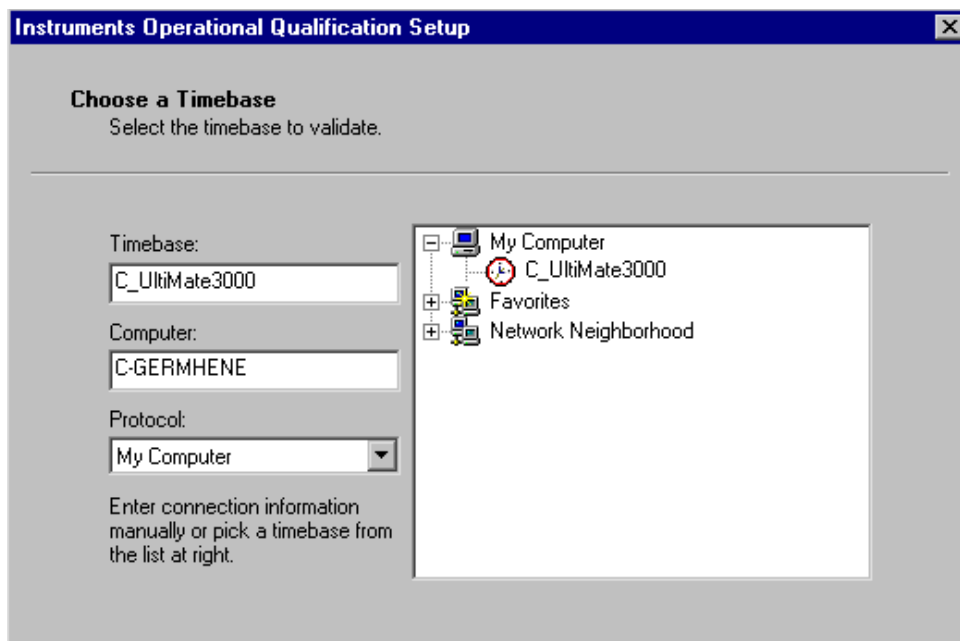 Instruments Operational Qualification Setup
Choose a Timebase
Select the timebase to validate.
Timebase:
C_UltiMate3000
Computer:
C-GERMHENE
Protocol:
My Computer
Enter connection information
manually or pick a timebase from
the list at right.
My Computer
C_UltiMate3000
Favorites
Network Neighborhood